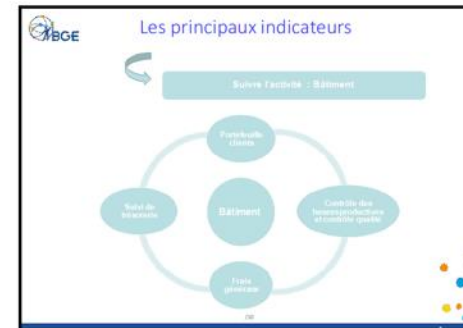 BGE
Les principaux indicateurs
Suivre l'activité : Bâtiment
Portefeuille
clients
Suivi de
trésorerie
Bâtiment
Contrôle des
heures productives
et contrôle qualité
Frais
généraux